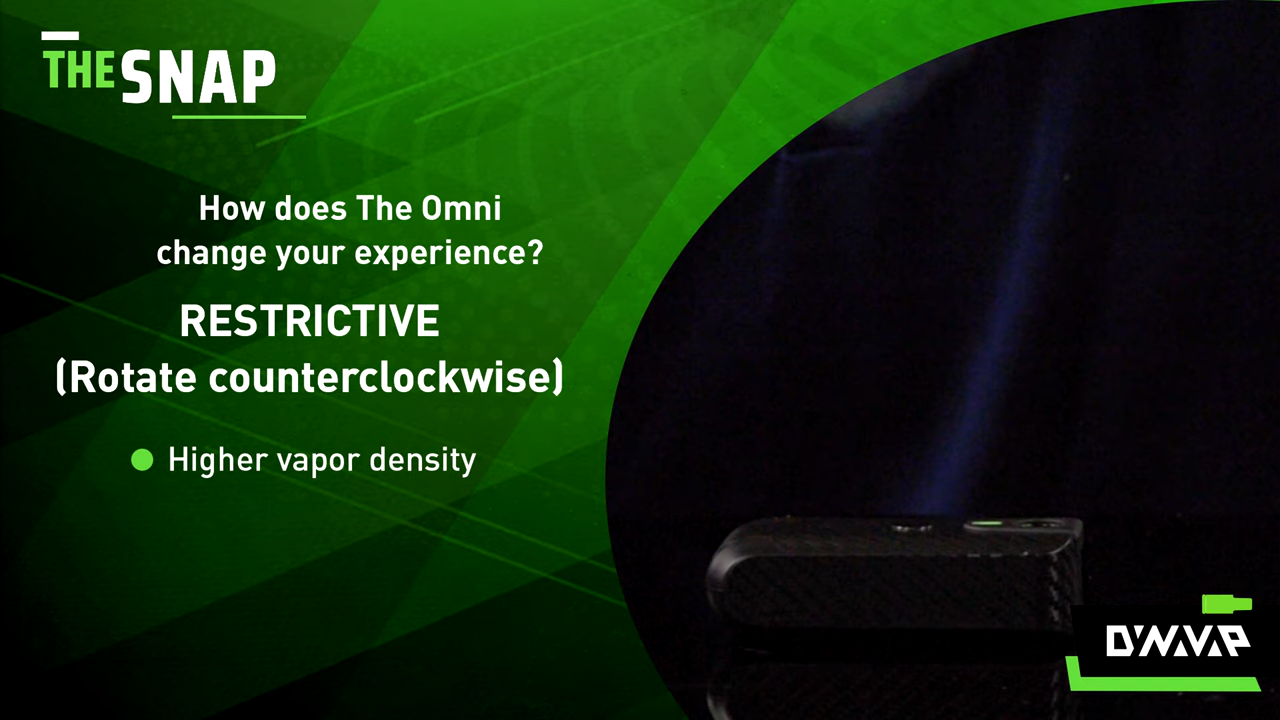 THE SNAP
How does The Omni
change your experience?
RESTRICTIVE
(Rotate counterclockwise)
Higher vapor density
DYNAVAP